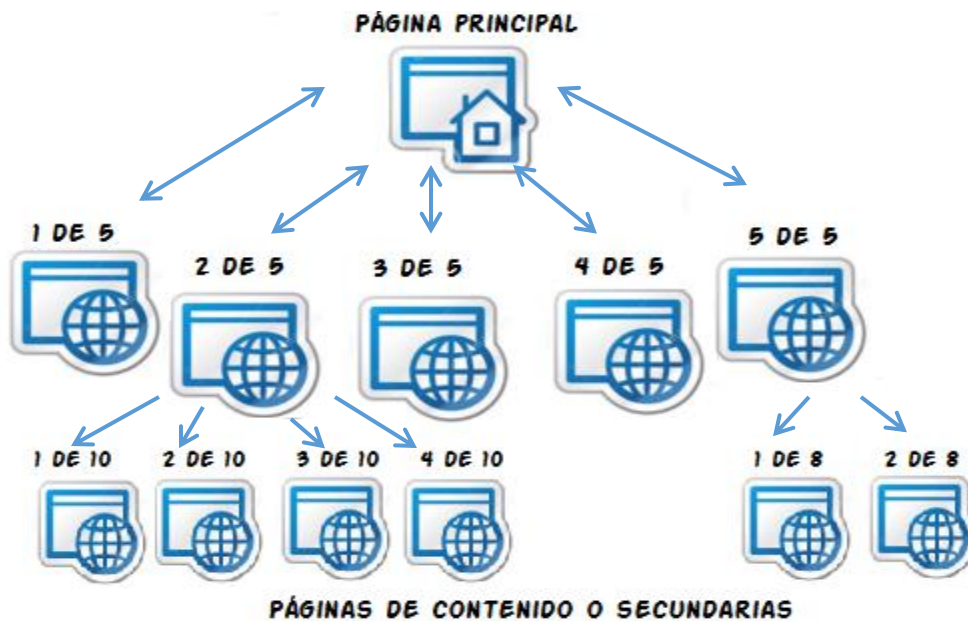 PÁGINA PRINCIPAL
1 DE 5
2 DE 5
3 DE 5
4 DE 5
5 DE 5
1 DE 10
2 DE 10
3 DE 10
4 DE 10
1 DE 8
2 DE 8
PÁGINAS DE CONTENIDO O SECUNDARIAS